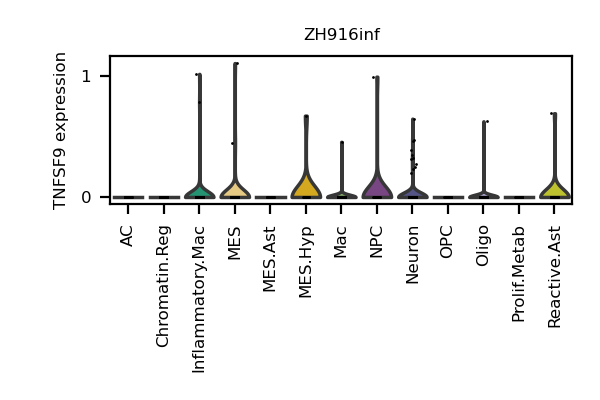 ZH916inf
TNFSF9 expression
1
0
AC
Chromatin.Reg
Inflammatory.Mac
MES
MES.Ast
MES.Hyp
Mac
NPC
Neuron
OPC
Oligo
Prolif.Metab
Reactive.Ast